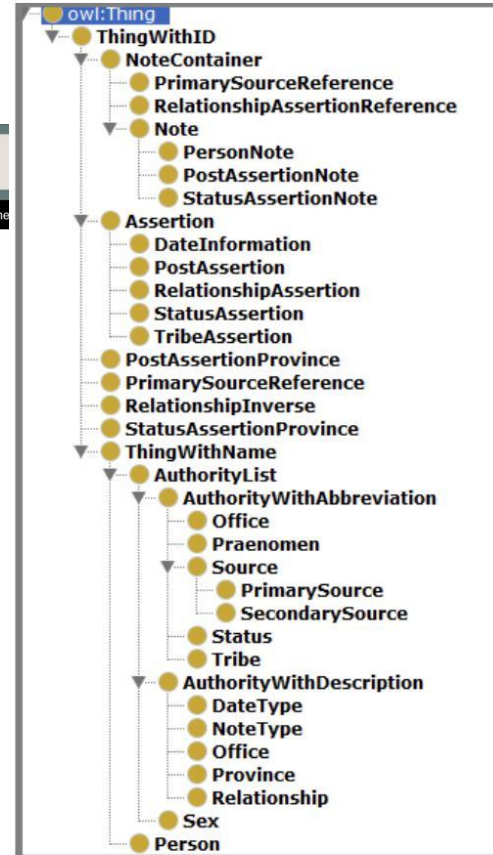 owl:Thing
ThingWithID
NoteContainer
PrimarySourceReference
RelationshipAssertionReference
Note
PersonNote
PostAssertionNote
StatusAssertionNote
Assertion
DateInformation
PostAssertion
RelationshipAssertion
StatusAssertion
TribeAssertion
PostAssertionProvince
PrimarySourceReference
RelationshipInverse
StatusAssertionProvince
ThingWithName
AuthorityList
AuthorityWithAbbreviation
Office
Praenomen
Source
PrimarySource
SecondarySource
Status
Tribe
AuthorityWithDescription
DateType
NoteType
Office
Province
Relationship
Sex
Person